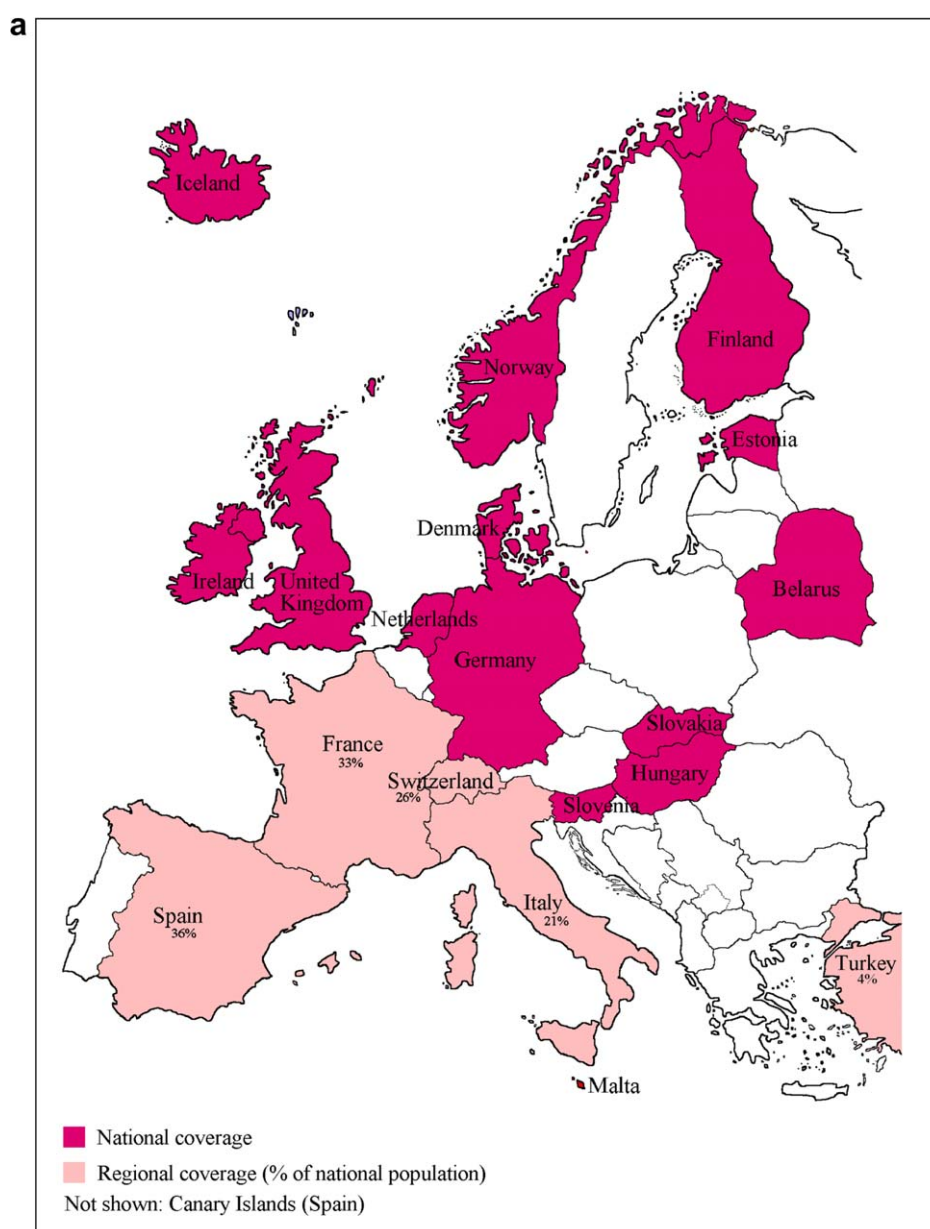 a
Iceland
Finland
Norway
Estonia
Denmark
Ireland
United
Kingdom
Belarus
Netherlands
Germany
Slovakia
France
33%
Switzerland
26%
Hungary
Slovenia
Spain
36%
Italy
21%
Turkey
4%
Malta
National coverage
Regional coverage (% of national population)
Not shown: Canary Islands (Spain)